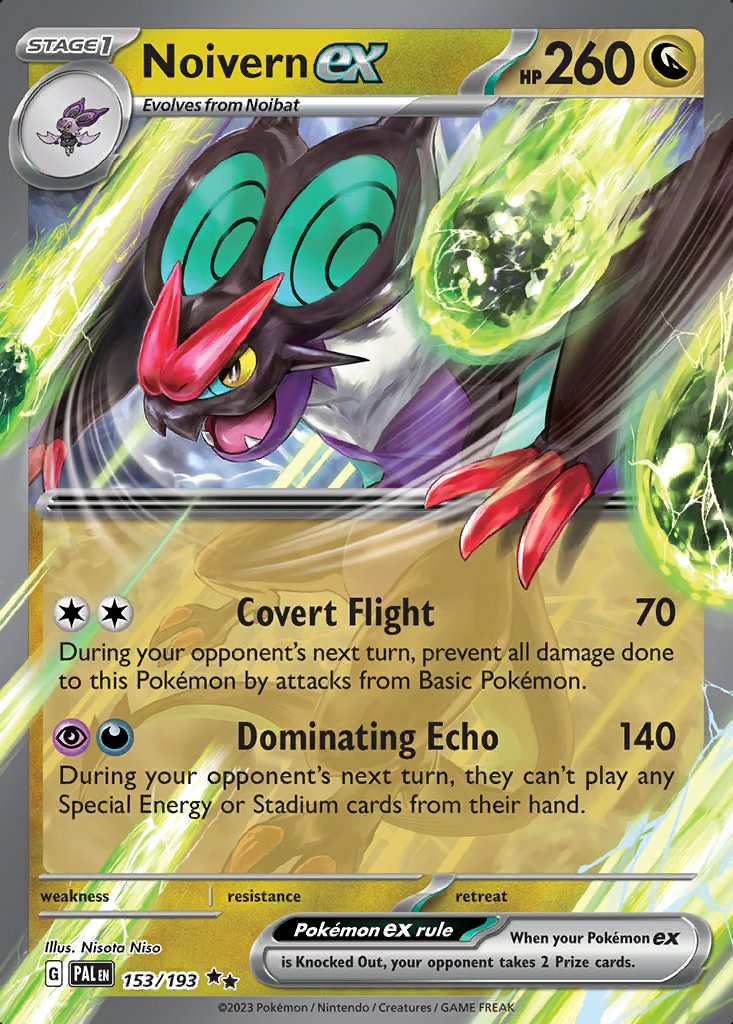 STAGE1
Noivern ex
HP 260
Evolves from Noibat
Covert Flight 70
During your opponent's next turn, prevent all damage done
to this Pokémon by attacks from Basic Pokémon.
Dominating Echo 140
During your opponent's next turn, they can't play any
Special Energy or Stadium cards from their hand.
weakness resistance retreat
Illus. Nisota Niso
Pokémon ex rule When your Pokémon ex
is Knocked Out, your opponent takes 2 Prize cards.
G PAL EN 153/193
©2023 Pokémon / Nintendo / Creatures / GAME FREAK